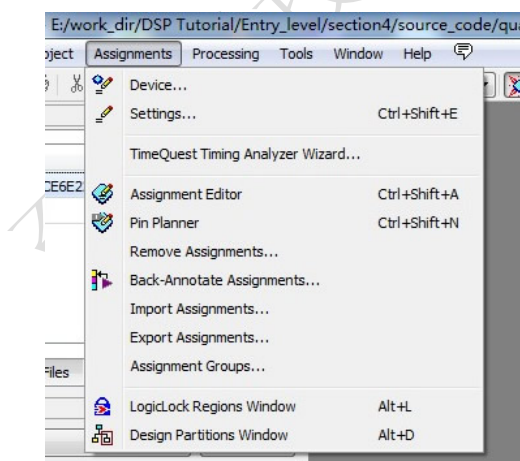 E:/work_dir/DSP Tutorial/Entry_level/section4/source_code/qua
oject Assignments Processing Tools Window Help
Device...
Settings... Ctrl+Shift+E
TimeQuest Timing Analyzer Wizard...
CE6E2
Assignment Editor Ctrl+Shift+A
Pin Planner Ctrl+Shift+N
Remove Assignments...
Back-Annotate Assignments...
Import Assignments...
Export Assignments...
Assignment Groups...
Files
LogicLock Regions Window Alt+L
Design Partitions Window Alt+D